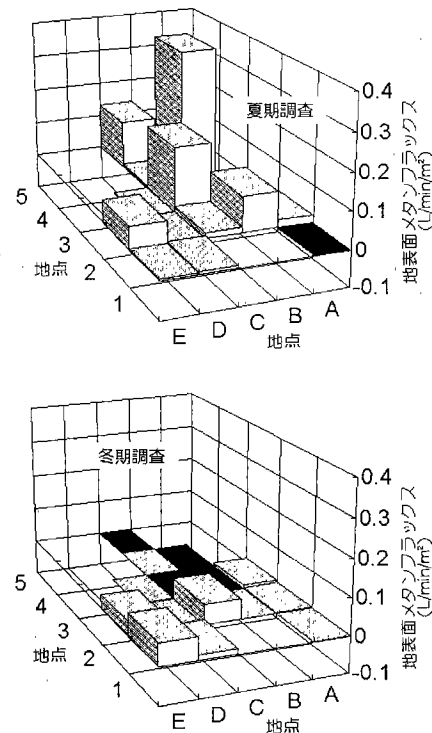 夏期調査
0.4
0.3
0.2
0.1
0
-0.1
地表面メタンフラックス
(L/min/m²)
5
4
3
2
1
地点
E D C B A
地点
冬期調査
0.4
0.3
0.2
0.1
0
-0.1
地表面メタンフラックス
(L/min/m²)
5
4
3
2
1
地点
E D C B A
地点